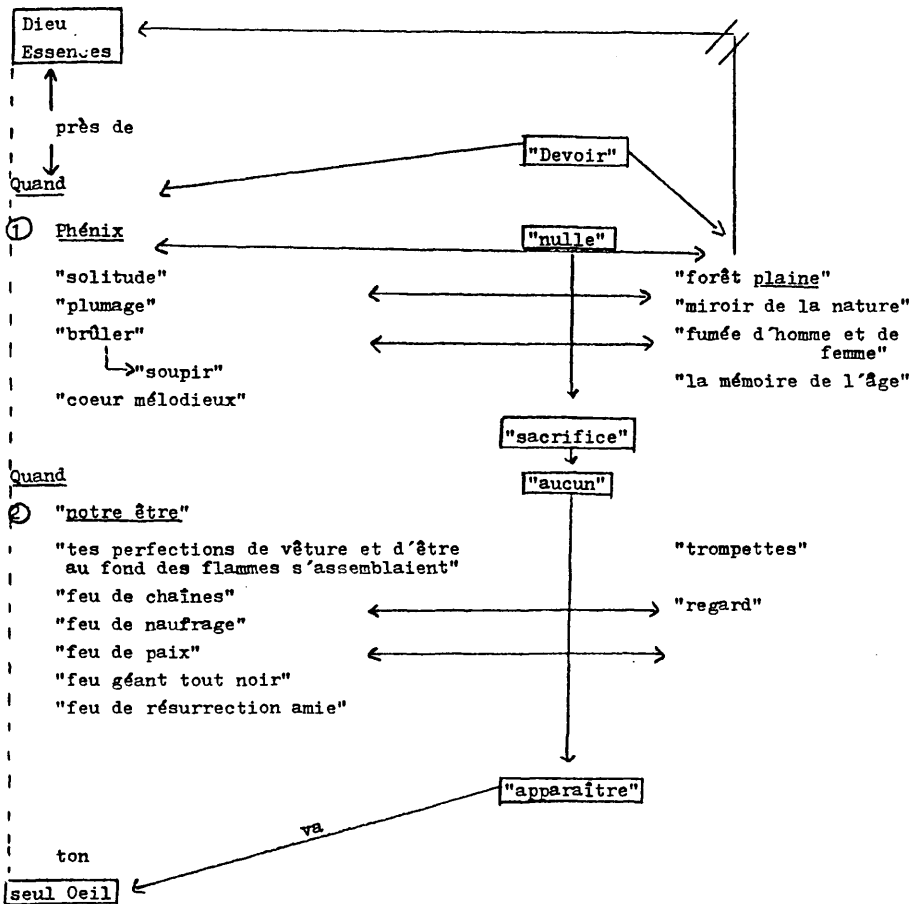 Dieu
Essences
près de
"Devoir"
Quand
1 Phénix
"nulle"
"solitude"
"forêt plaine"
"plumage"
"miroir de la nature"
"brûler"
"fumée d'homme et de
femme"
"soupir"
"la mémoire de l'âge"
"coeur mélodieux"
"sacrifice"
Quand
"aucun"
2 "notre être"
"tes perfections de vêture et d'être
au fond des flammes s'assemblaient"
"trompettes"
"feu de chaînes"
"regard"
"feu de naufrage"
"feu de paix"
"feu géant tout noir"
"feu de résurrection amie"
"apparaître"
va
ton
seul Oeil